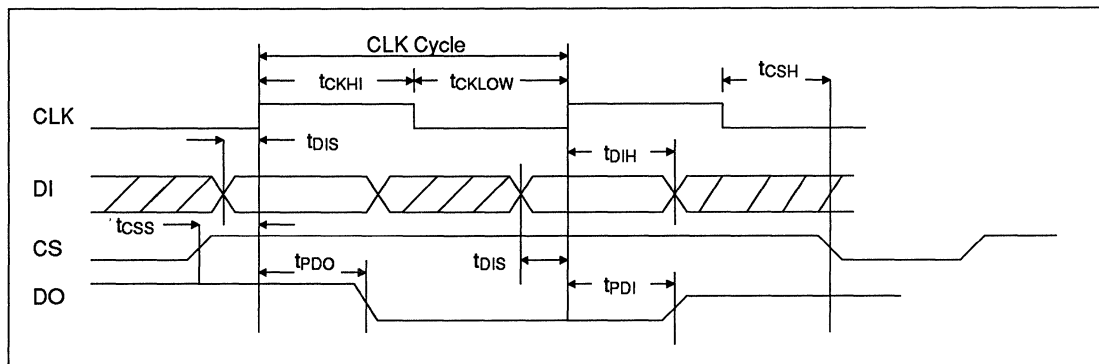 CLK Cycle
tCKHI
tCKLOW
tCSH
CLK
tDIS
tDIH
DI
tCSS
CS
tPDO
tDIS
tPDI
DO